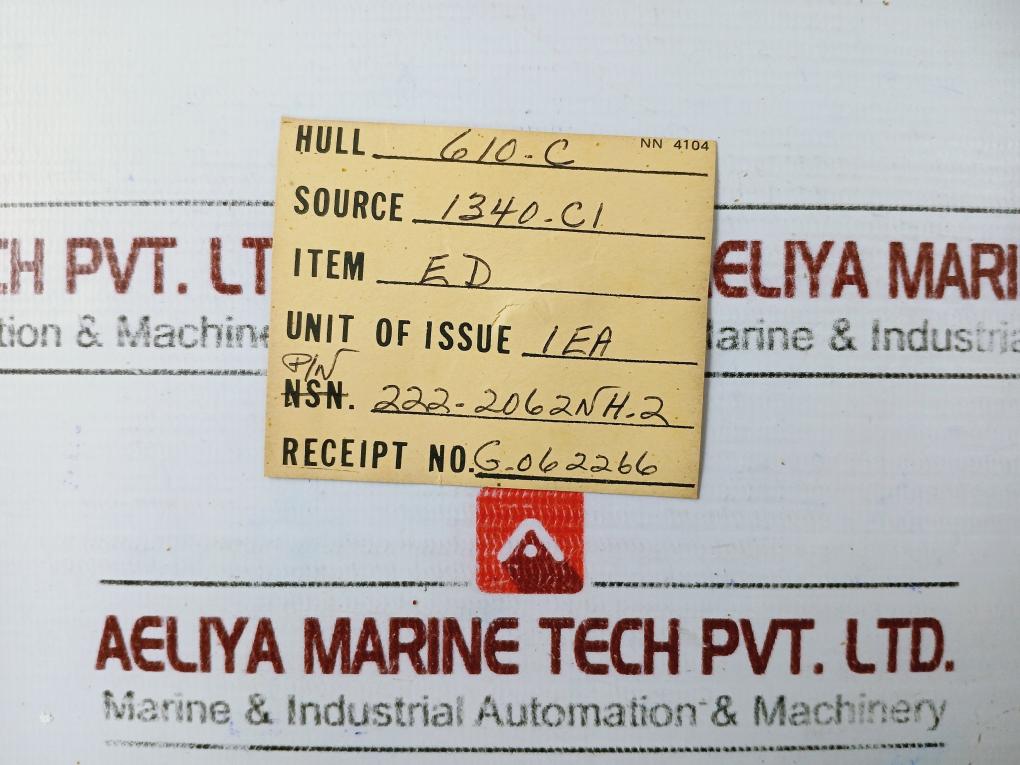 HULL 610-C NN 4104
SOURCE 1340-C1
ITEM ED
UNIT OF ISSUE 1EA
P/N
NSN. 222-2062NH-2
RECEIPT NO. G-062266
CH PVT. LT
ELIYA MARI
tion & Machine
Marine & Industria
AELIYA MARINE TECH PVT. LTD.
Marine & Industrial Automation & Machinery